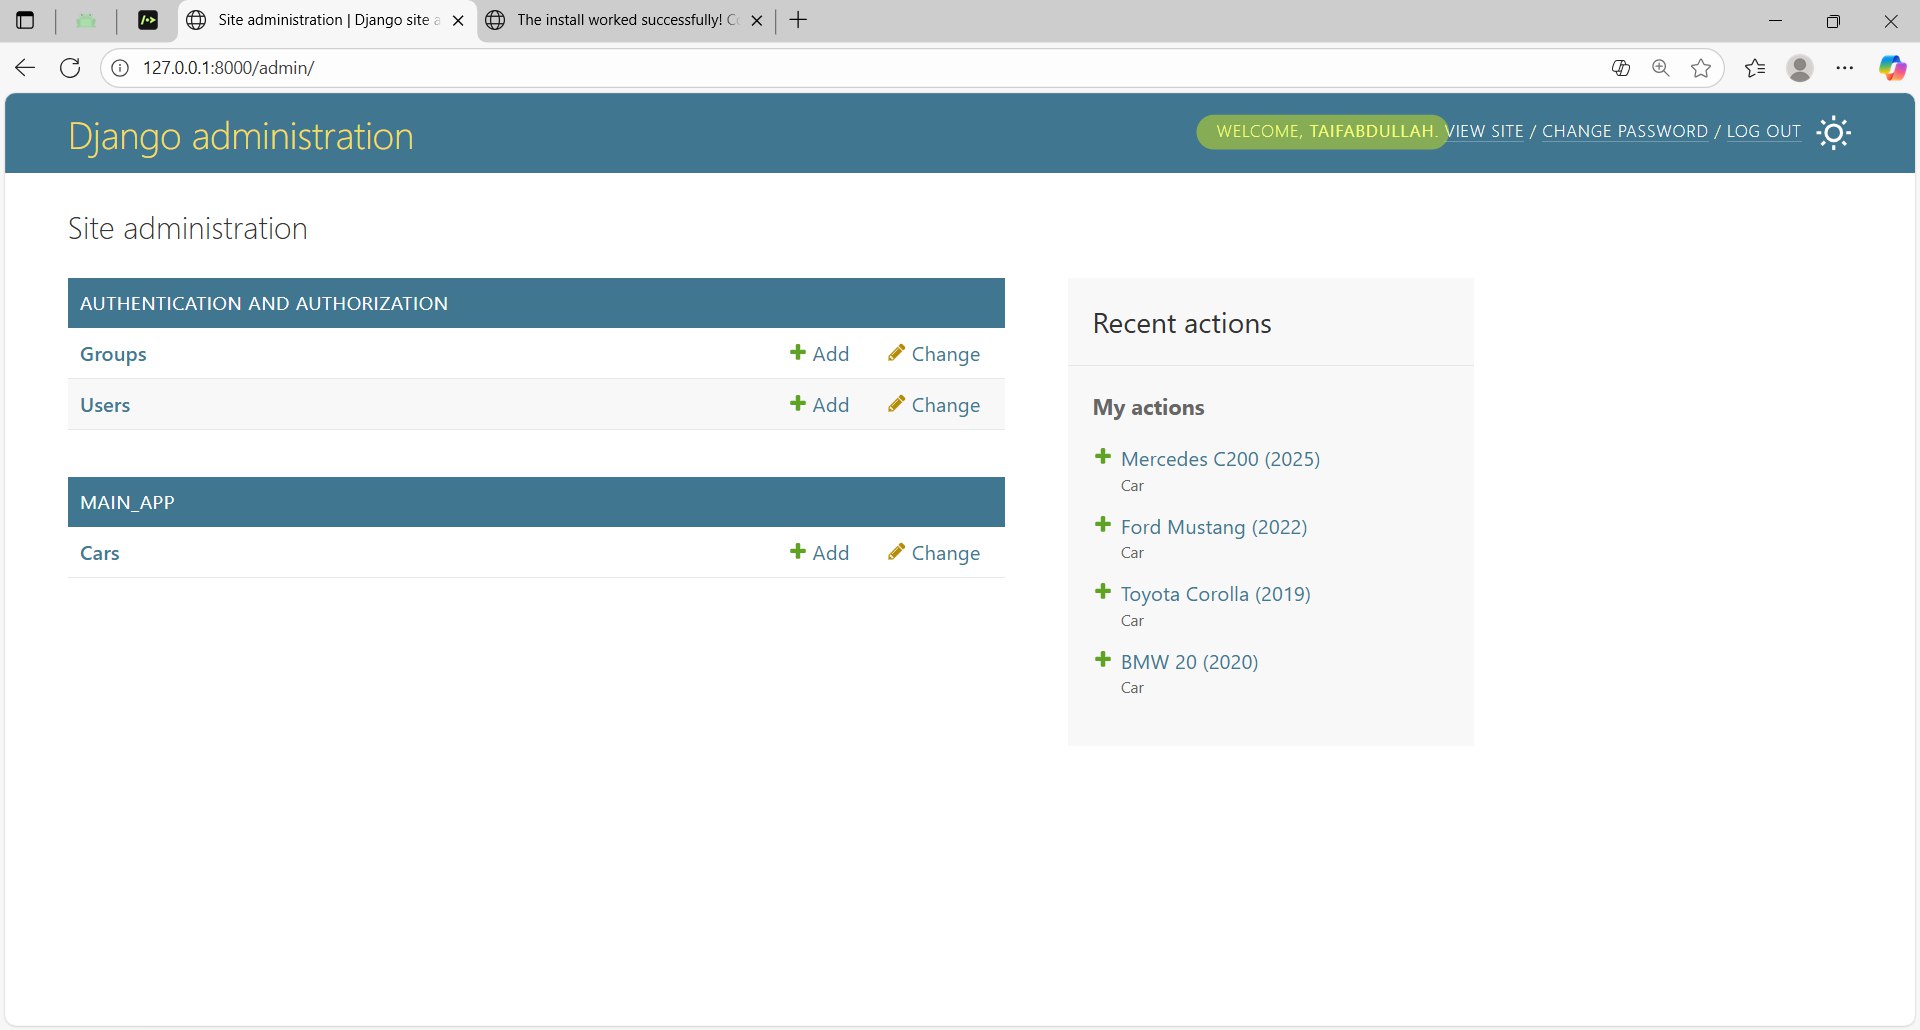 Site administration | Django site a
The install worked successfully! Co
127.0.0.1:8000/admin/
Django administration
WELCOME, TAIFABDULLAH. VIEW SITE / CHANGE PASSWORD / LOG OUT
Site administration
AUTHENTICATION AND AUTHORIZATION
Groups Add Change
Users Add Change
MAIN_APP
Cars Add Change
Recent actions
My actions
Mercedes C200 (2025)
Car
Ford Mustang (2022)
Car
Toyota Corolla (2019)
Car
BMW 20 (2020)
Car